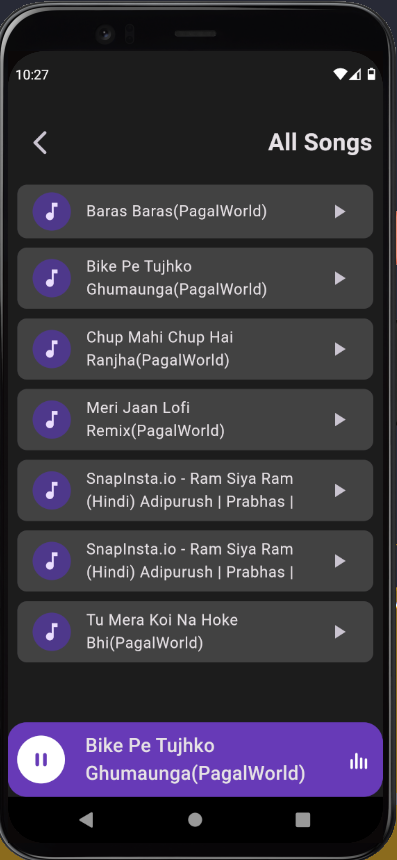 10:27
All Songs
Baras Baras(PagalWorld)
Bike Pe Tujhko
Ghumaunga(PagalWorld)
Chup Mahi Chup Hai
Ranjha(PagalWorld)
Meri Jaan Lofi
Remix(PagalWorld)
SnapInsta.io - Ram Siya Ram
(Hindi) Adipurush | Prabhas |
SnapInsta.io - Ram Siya Ram
(Hindi) Adipurush | Prabhas |
Tu Mera Koi Na Hoke
Bhi(PagalWorld)
Bike Pe Tujhko
Ghumaunga(PagalWorld)